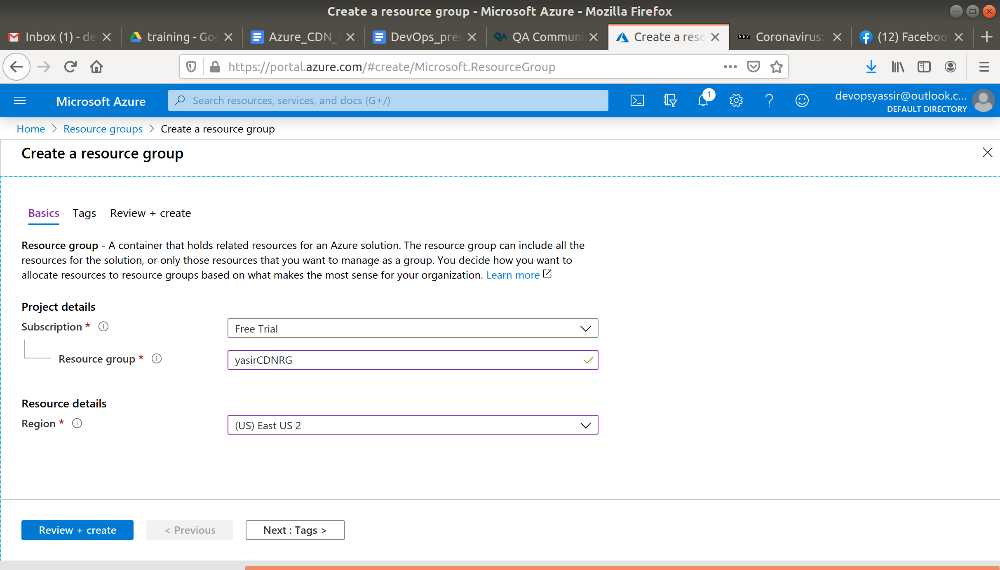 Create a resource group - Microsoft Azure - Mozilla Firefox
Inbox (1) - de
training - Goo
Azure_CDN_
DevOps_pres
QA Communi
Create a reso
BBC
Coronavirus:
(12) Facebook
https://portal.azure.com/#create/Microsoft.ResourceGroup
Microsoft Azure
Search resources, services, and docs (G+/)
1
devopsyassir@outlook.c...
DEFAULT DIRECTORY
Home > Resource groups > Create a resource group
Create a resource group
Basics Tags Review + create
Resource group - A container that holds related resources for an Azure solution. The resource group can include all the
resources for the solution, or only those resources that you want to manage as a group. You decide how you want to
allocate resources to resource groups based on what makes the most sense for your organization. Learn more
Project details
Subscription *
Free Trial
Resource group *
yasirCDNRG
Resource details
Region *
(US) East US 2
Review + create
< Previous
Next : Tags >